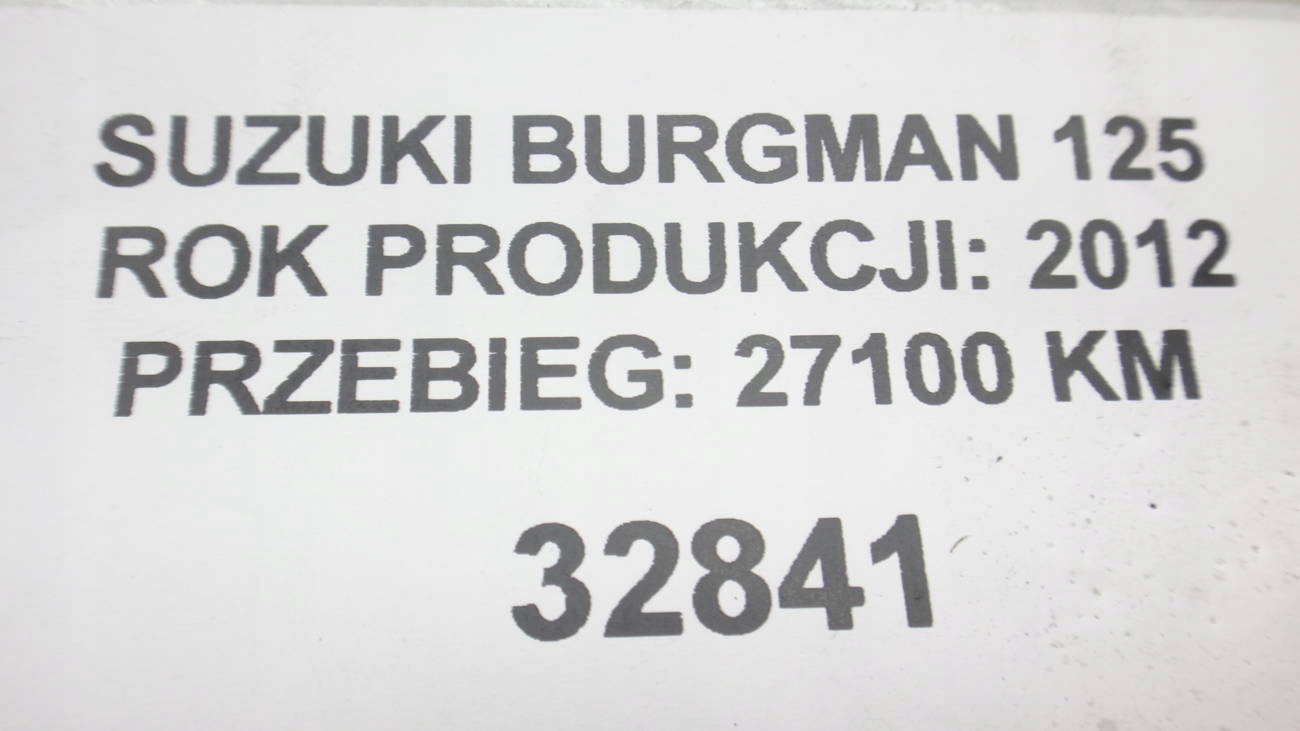 SUZUKI BURGMAN 125
ROK PRODUKCJI: 2012
PRZEBIEG: 27100 KM
32841